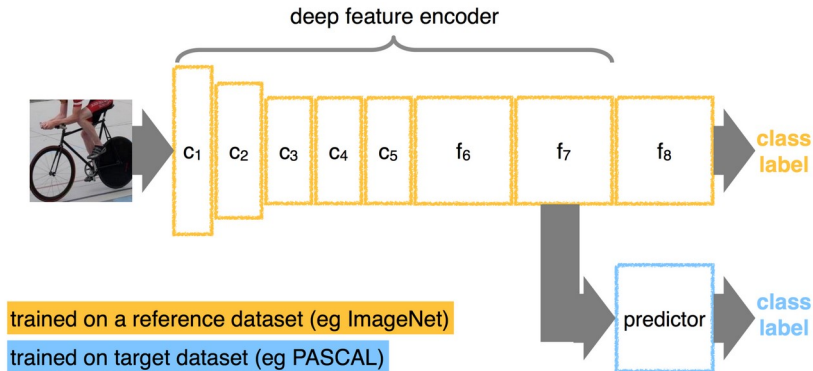 deep feature encoder
c₁
c₂
c₃
c₄
c₅
f₆
f₇
f₈
class
label
predictor
class
label
trained on a reference dataset (eg ImageNet)
trained on target dataset (eg PASCAL)